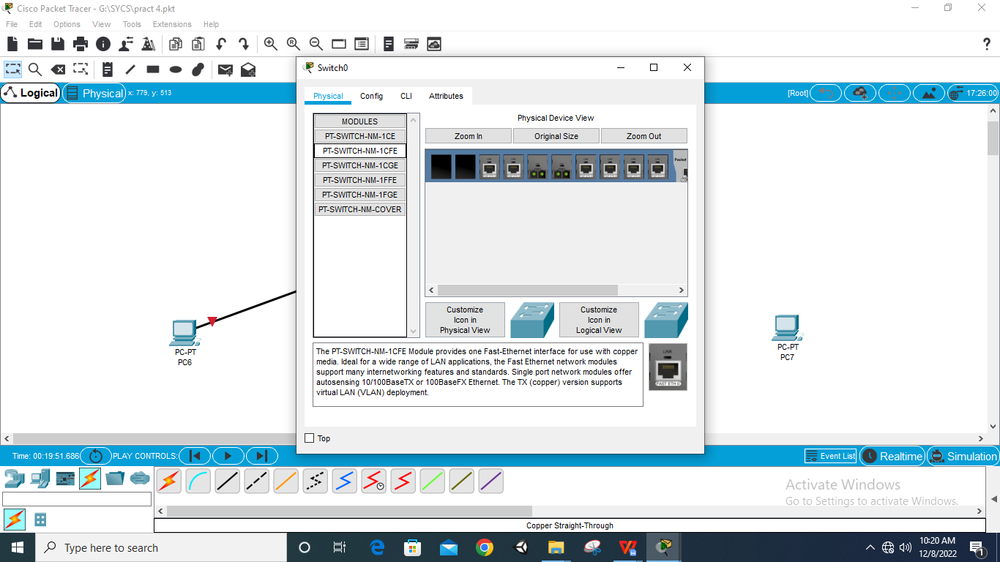 Cisco Packet Tracer - G:\SYCS\pract 4.pkt
File Edit Options View Tools Extensions Help
Switch0
Logical
Physical
x: 779, y: 513
[Root]
17:26:00
Physical Config CLI Attributes
MODULES
PT-SWITCH-NM-1CE
PT-SWITCH-NM-1CFE
PT-SWITCH-NM-1CGE
PT-SWITCH-NM-1FFE
PT-SWITCH-NM-1FGE
PT-SWITCH-NM-COVER
Physical Device View
Zoom In Original Size Zoom Out
Packet
Customize
Icon in
Physical View
Customize
Icon in
Logical View
The PT-SWITCH-NM-1CFE Module provides one Fast-Ethernet interface for use with copper
media. Ideal for a wide range of LAN applications, the Fast Ethernet network modules
support many internetworking features and standards. Single port network modules offer
autosensing 10/100BaseTX or 100BaseFX Ethernet. The TX (copper) version supports
virtual LAN (VLAN) deployment.
LINK
FAST ETH 0
Top
PC-PT
PC6
PC-PT
PC7
Time: 00:19:51.686
PLAY CONTROLS:
Event List
Realtime
Simulation
Activate Windows
Go to Settings to activate Windows.
Copper Straight-Through
Type here to search
10:20 AM
12/8/2022
1